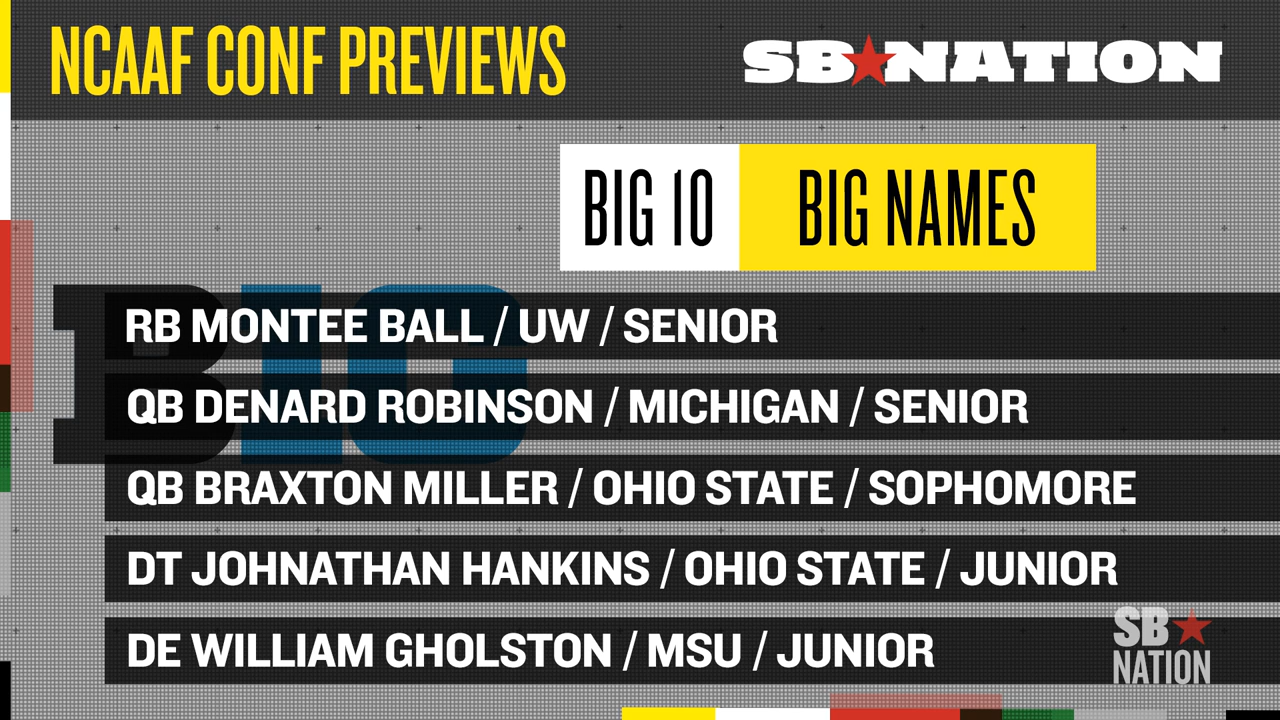 NCAAF CONF PREVIEWS
SB NATION
BIG 10 BIG NAMES
BIG
RB MONTEE BALL / UW / SENIOR
QB DENARD ROBINSON / MICHIGAN / SENIOR
QB BRAXTON MILLER / OHIO STATE / SOPHOMORE
DT JOHNATHAN HANKINS / OHIO STATE / JUNIOR
DE WILLIAM GHOLSTON / MSU / JUNIOR
SB
NATION